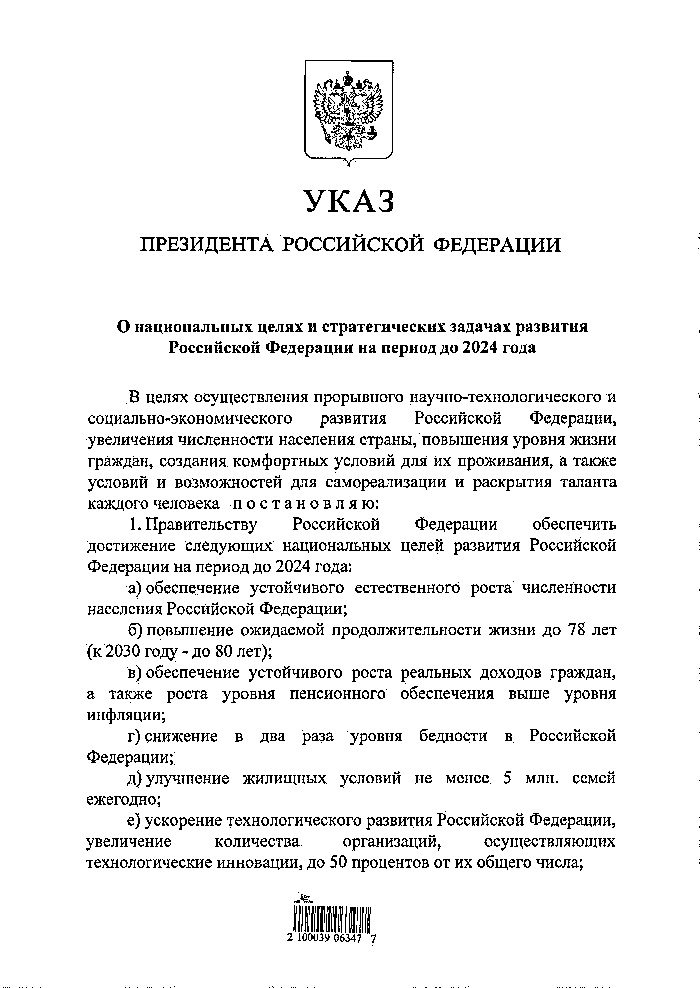 УКАЗ
ПРЕЗИДЕНТА РОССИЙСКОЙ ФЕДЕРАЦИИ
О национальных целях и стратегических задачах развития
Российской Федерации на период до 2024 года
В целях осуществления прорывного научно-технологического и
социально-экономического развития Российской Федерации,
увеличения численности населения страны, повышения уровня жизни
граждан, создания комфортных условий для их проживания, а также
условий и возможностей для самореализации и раскрытия таланта
каждого человека п о с т а н о в л я ю:
1. Правительству Российской Федерации обеспечить
достижение следующих национальных целей развития Российской
Федерации на период до 2024 года:
а) обеспечение устойчивого естественного роста численности
населения Российской Федерации;
б) повышение ожидаемой продолжительности жизни до 78 лет
(к 2030 году - до 80 лет);
в) обеспечение устойчивого роста реальных доходов граждан,
а также роста уровня пенсионного обеспечения выше уровня
инфляции;
г) снижение в два раза уровня бедности в Российской
Федерации;
д) улучшение жилищных условий не менее 5 млн. семей
ежегодно;
е) ускорение технологического развития Российской Федерации,
увеличение количества организаций, осуществляющих
технологические инновации, до 50 процентов от их общего числа;
2 100039 06347 7